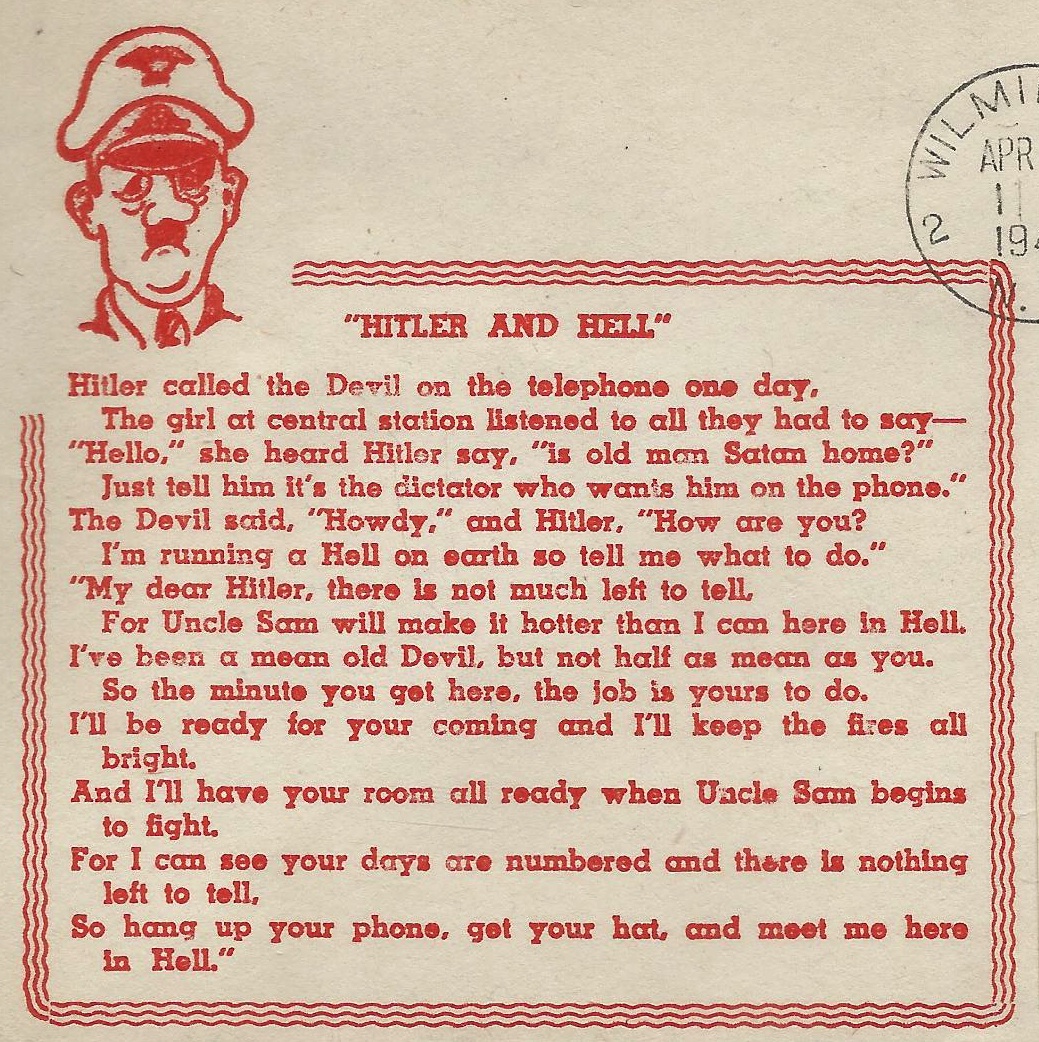 WILMI
APR
11
194
2
N.
"HITLER AND HELL"
Hitler called the Devil on the telephone one day,
The girl at central station listened to all they had to say—
"Hello," she heard Hitler say, "is old man Satan home?"
Just tell him it's the dictator who wants him on the phone."
The Devil said, "Howdy," and Hitler, "How are you?
I'm running a Hell on earth so tell me what to do."
"My dear Hitler, there is not much left to tell,
For Uncle Sam will make it hotter than I can here in Hell.
I've been a mean old Devil, but not half as mean as you.
So the minute you get here, the job is yours to do.
I'll be ready for your coming and I'll keep the fires all
bright.
And I'll have your room all ready when Uncle Sam begins
to fight.
For I can see your days are numbered and there is nothing
left to tell,
So hang up your phone, get your hat, and meet me here
in Hell."